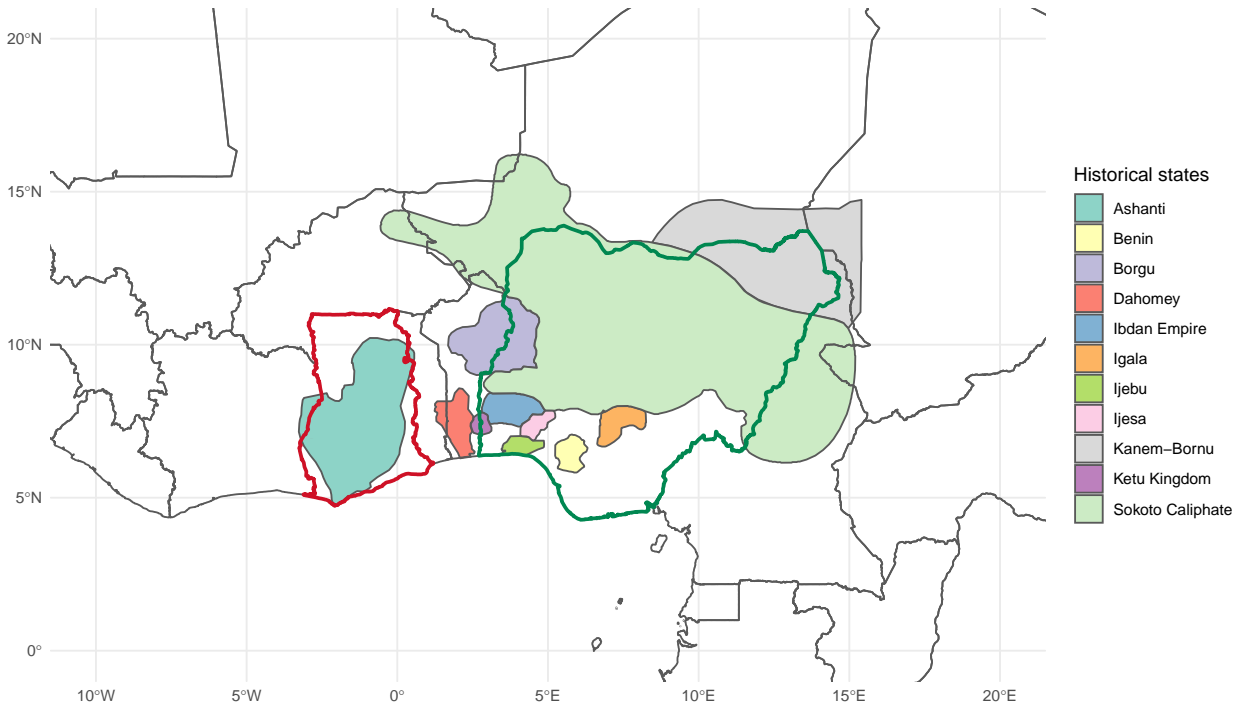 20°N
15°N
10°N
5°N
0°
10°W
5°W
0°
5°E
10°E
15°E
20°E
Historical states
Ashanti
Benin
Borgu
Dahomey
Ibdan Empire
Igala
Ijebu
Ijesa
Kanem−Bornu
Ketu Kingdom
Sokoto Caliphate